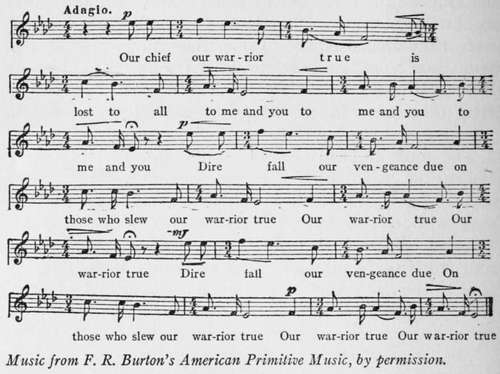 Adagio.
p
Our chief our war-rior true is
lost to all to me and you to me and you to
p
me and you Dire fall our ven-geance due on
those who slew our war-rior true Our war-rior true Our
mf
war-rior true Dire fall our ven-geance due On
p
those who slew our war-rior true Our war-rior true Our war-rior true
Music from F. R. Burton's American Primitive Music, by permission.